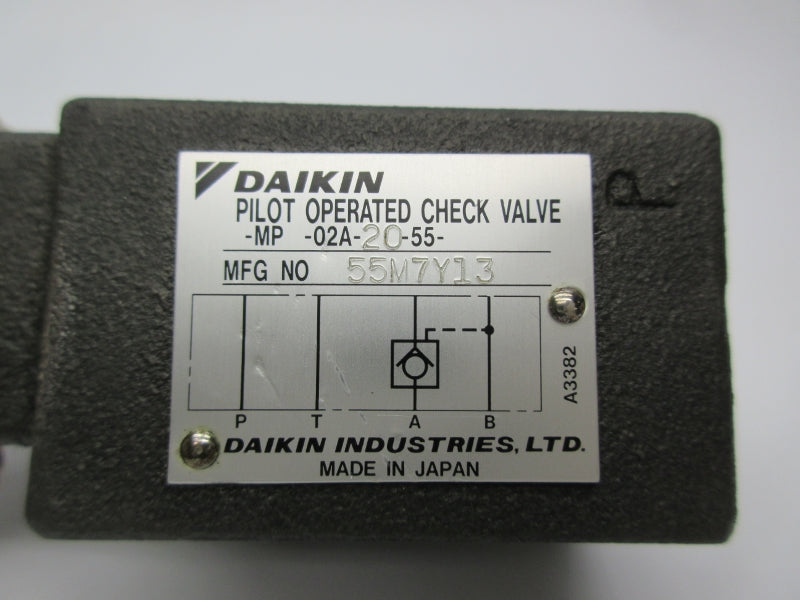 DAIKIN
PILOT OPERATED CHECK VALVE
-MP -02A-20-55-
MFG NO 55M7Y13
P T A B
A3382
DAIKIN INDUSTRIES, LTD.
MADE IN JAPAN
P